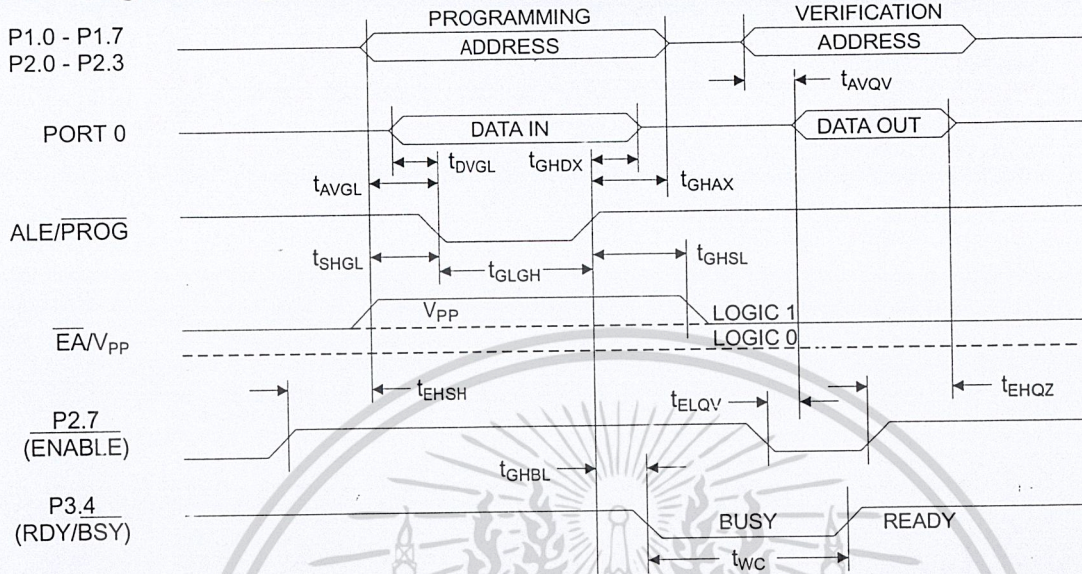 PROGRAMMING
VERIFICATION
P1.0 - P1.7
P2.0 - P2.3
ADDRESS
ADDRESS
tAVQV
PORT 0
DATA IN
DATA OUT
tDVGL
tGHDX
tAVGL
tGHAX
ALE/PROG
tSHGL
tGLGH
tGHSL
VPP
LOGIC 1
EA/VPP
LOGIC 0
tEHSH
tELQV
tEHQZ
P2.7
(ENABLE)
tGHBL
P3.4
(RDY/BSY)
BUSY
READY
tWC